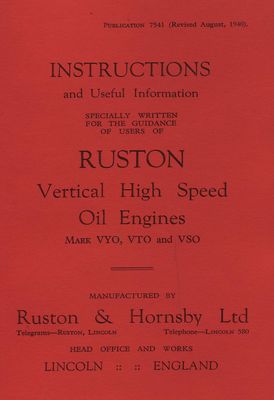 PUBLICATION 7541 (Revised August, 1940).
INSTRUCTIONS
and Useful Information
SPECIALLY WRITTEN
FOR THE GUIDANCE
OF USERS OF
RUSTON
Vertical High Speed
Oil Engines
MARK VYO, VTO and VSO
MANUFACTURED BY
Ruston & Hornsby Ltd
Telegrams—RUSTON, LINCOLN Telephone—LINCOLN 580
HEAD OFFICE AND WORKS
LINCOLN :: :: ENGLAND